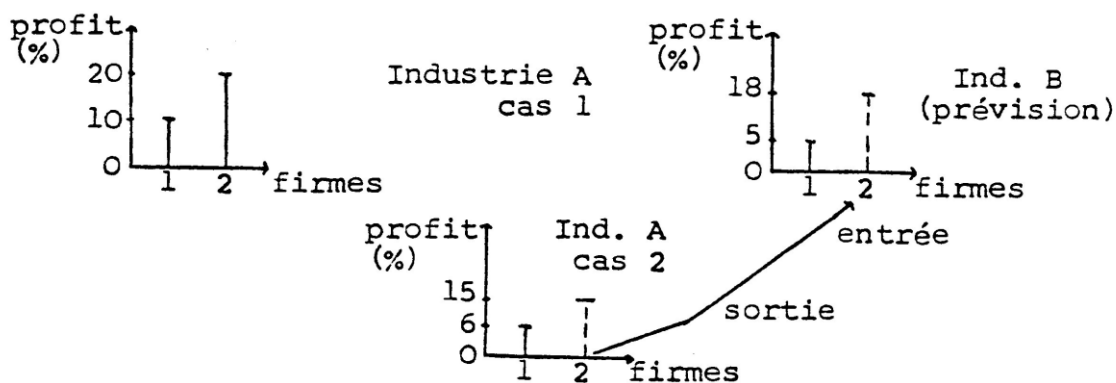 profit
(%)
20
10
0
1 2 firmes
Industrie A
cas 1
profit
(%)
18
5
0
1 2 firmes
Ind. B
(prévision)
profit
(%)
15
6
0
1 2 firmes
Ind. A
cas 2
sortie
entrée